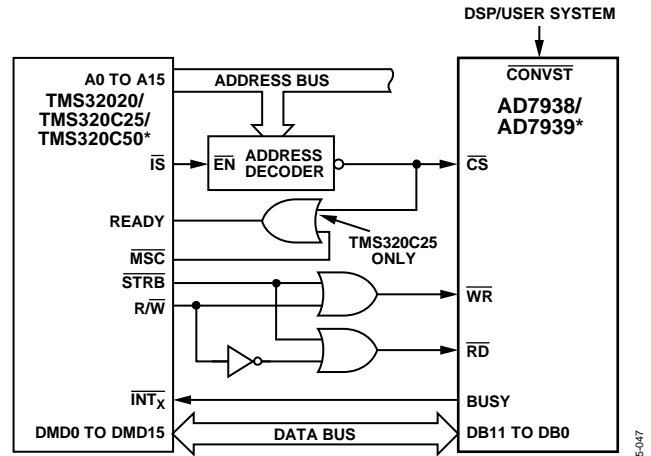 DSP/USER SYSTEM
A0 TO A15
ADDRESS BUS
CONVST
TMS32020/
TMS320C25/
TMS320C50*
AD7938/
AD7939*
IS
EN ADDRESS
DECODER
CS
READY
TMS320C25
ONLY
MSC
STRB
R/W
WR
RD
INTX
BUSY
DMD0 TO DMD15
DATA BUS
DB11 TO DB0
5-047